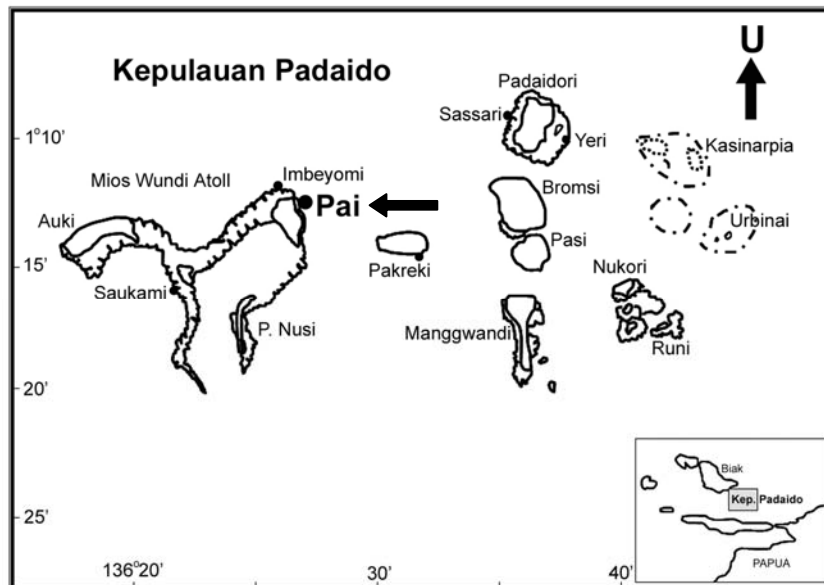 U
Kepulauan Padaido
Padaidori
Sassari
1°10'
Yeri
Kasinarpia
Imbeyomi
Mios Wundi Atoll
Bromsi
Pai
Auki
Urbinai
Pasi
1°15'
Pakreki
Nukori
Saukami
P. Nusi
Manggwandi
Runi
20'
Biak
Kep. Padaido
25'
PAPUA
136°20'
30'
40'